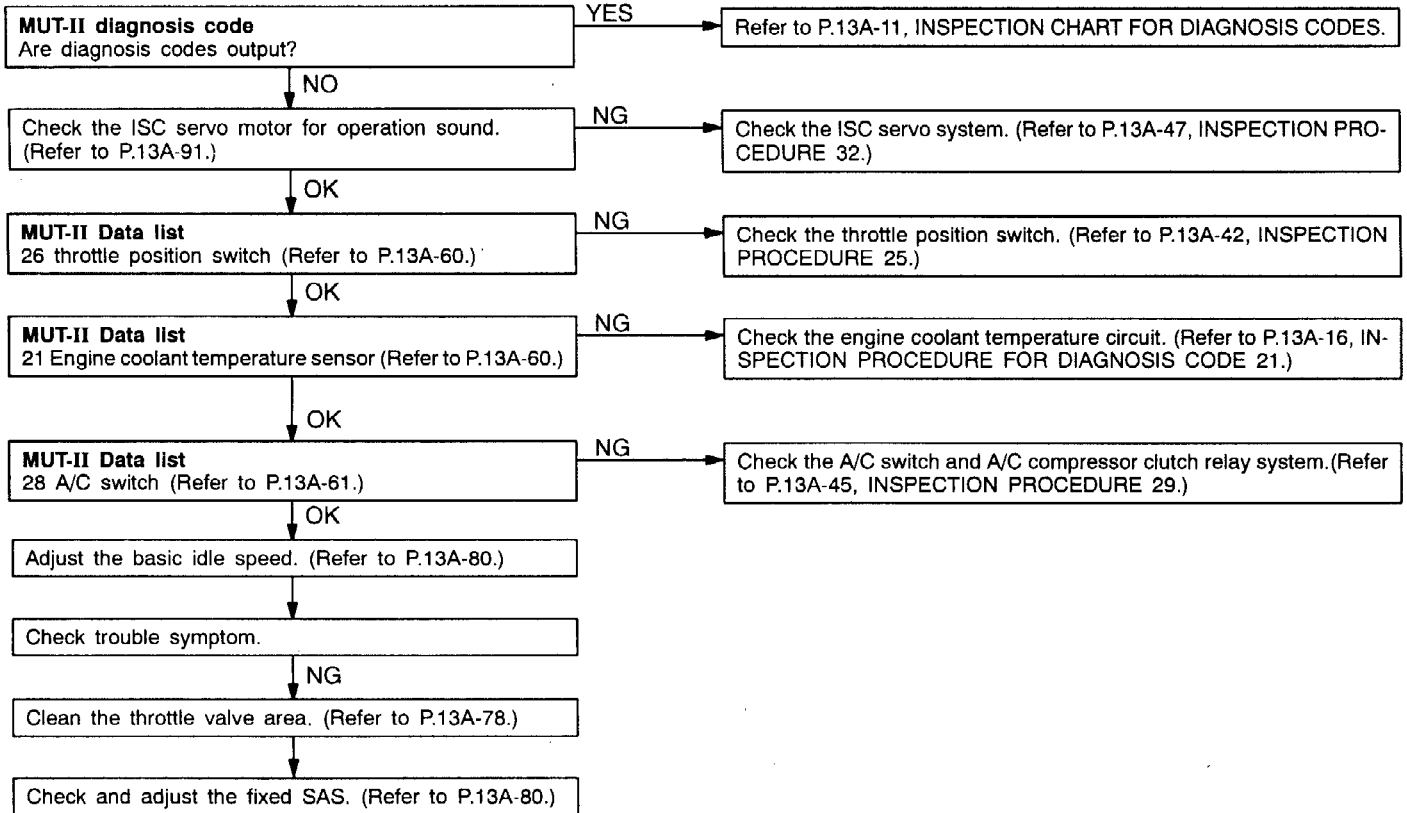 MUT-II diagnosis code
Are diagnosis codes output?
YES
Refer to P.13A-11, INSPECTION CHART FOR DIAGNOSIS CODES.
NO
Check the ISC servo motor for operation sound.
(Refer to P.13A-91.)
NG
Check the ISC servo system. (Refer to P.13A-47, INSPECTION PRO-
CEDURE 32.)
OK
MUT-II Data list
26 throttle position switch (Refer to P.13A-60.)
NG
Check the throttle position switch. (Refer to P.13A-42, INSPECTION
PROCEDURE 25.)
OK
MUT-II Data list
21 Engine coolant temperature sensor (Refer to P.13A-60.)
NG
Check the engine coolant temperature circuit. (Refer to P.13A-16, IN-
SPECTION PROCEDURE FOR DIAGNOSIS CODE 21.)
OK
MUT-II Data list
28 A/C switch (Refer to P.13A-61.)
NG
Check the A/C switch and A/C compressor clutch relay system.(Refer
to P.13A-45, INSPECTION PROCEDURE 29.)
OK
Adjust the basic idle speed. (Refer to P.13A-80.)
Check trouble symptom.
NG
Clean the throttle valve area. (Refer to P.13A-78.)
Check and adjust the fixed SAS. (Refer to P.13A-80.)